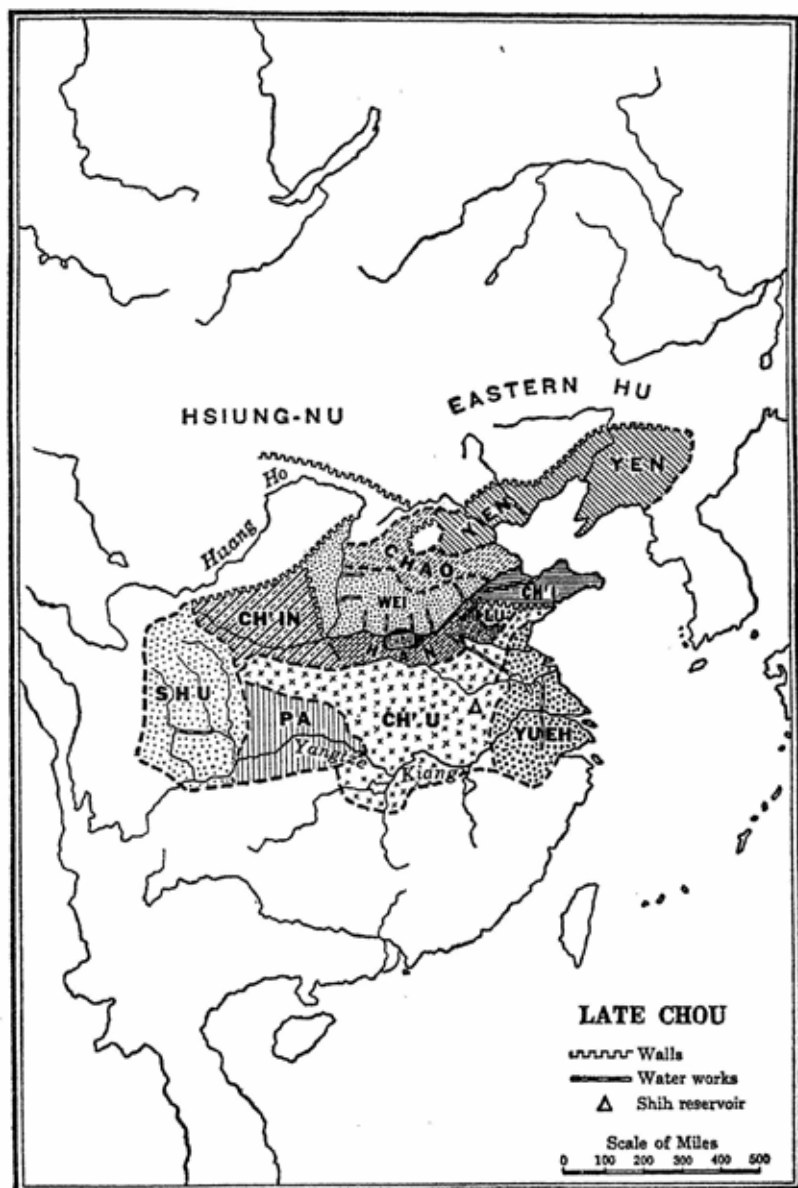 EASTERN HU
HSIUNG-NU
YEN
Ho
Huang
YEN
CHAO
CH'I
WEI
CH'IN
LU
HAN
SHU
PA
CH'U
YUEH
Yangtze
Kiang
LATE CHOU
Walls
Water works
Shih reservoir
Scale of Miles
0 100 200 300 400 500